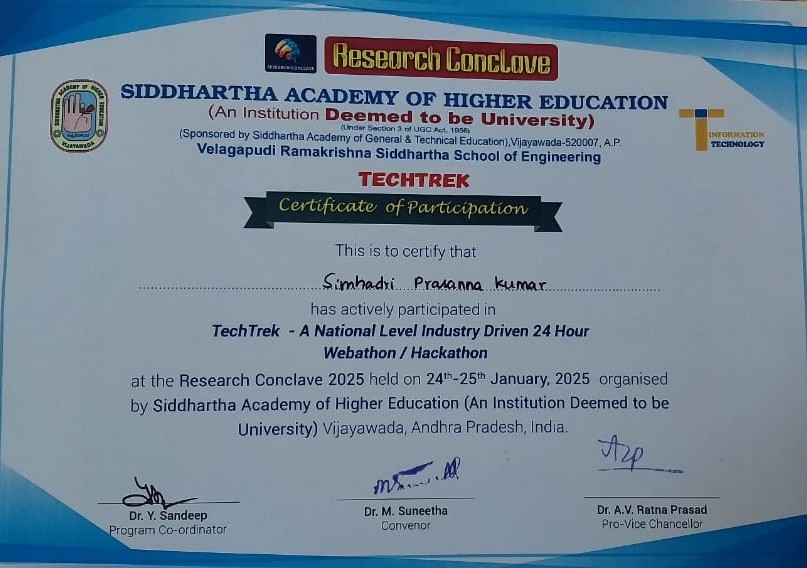 RESEARCH CONCLAVE
Research Conclave
SIDDHARTHA ACADEMY OF HIGHER EDUCATION
(An Institution Deemed to be University)
(Under Section 3 of UGC Act, 1956)
(Sponsored by Siddhartha Academy of General & Technical Education),Vijayawada-520007, A.P.
Velagapudi Ramakrishna Siddhartha School of Engineering
VIJAYAWADA
INFORMATION
TECHNOLOGY
TECHTREK
Certificate of Participation
This is to certify that
Simhadri Prasanna Kumar
has actively participated in
TechTrek - A National Level Industry Driven 24 Hour
Webathon / Hackathon
at the Research Conclave 2025 held on 24th-25th January, 2025 organised
by Siddhartha Academy of Higher Education (An Institution Deemed to be
University) Vijayawada, Andhra Pradesh, India.
Dr. Y. Sandeep
Program Co-ordinator
Dr. M. Suneetha
Convenor
Dr. A.V. Ratna Prasad
Pro-Vice Chancellor